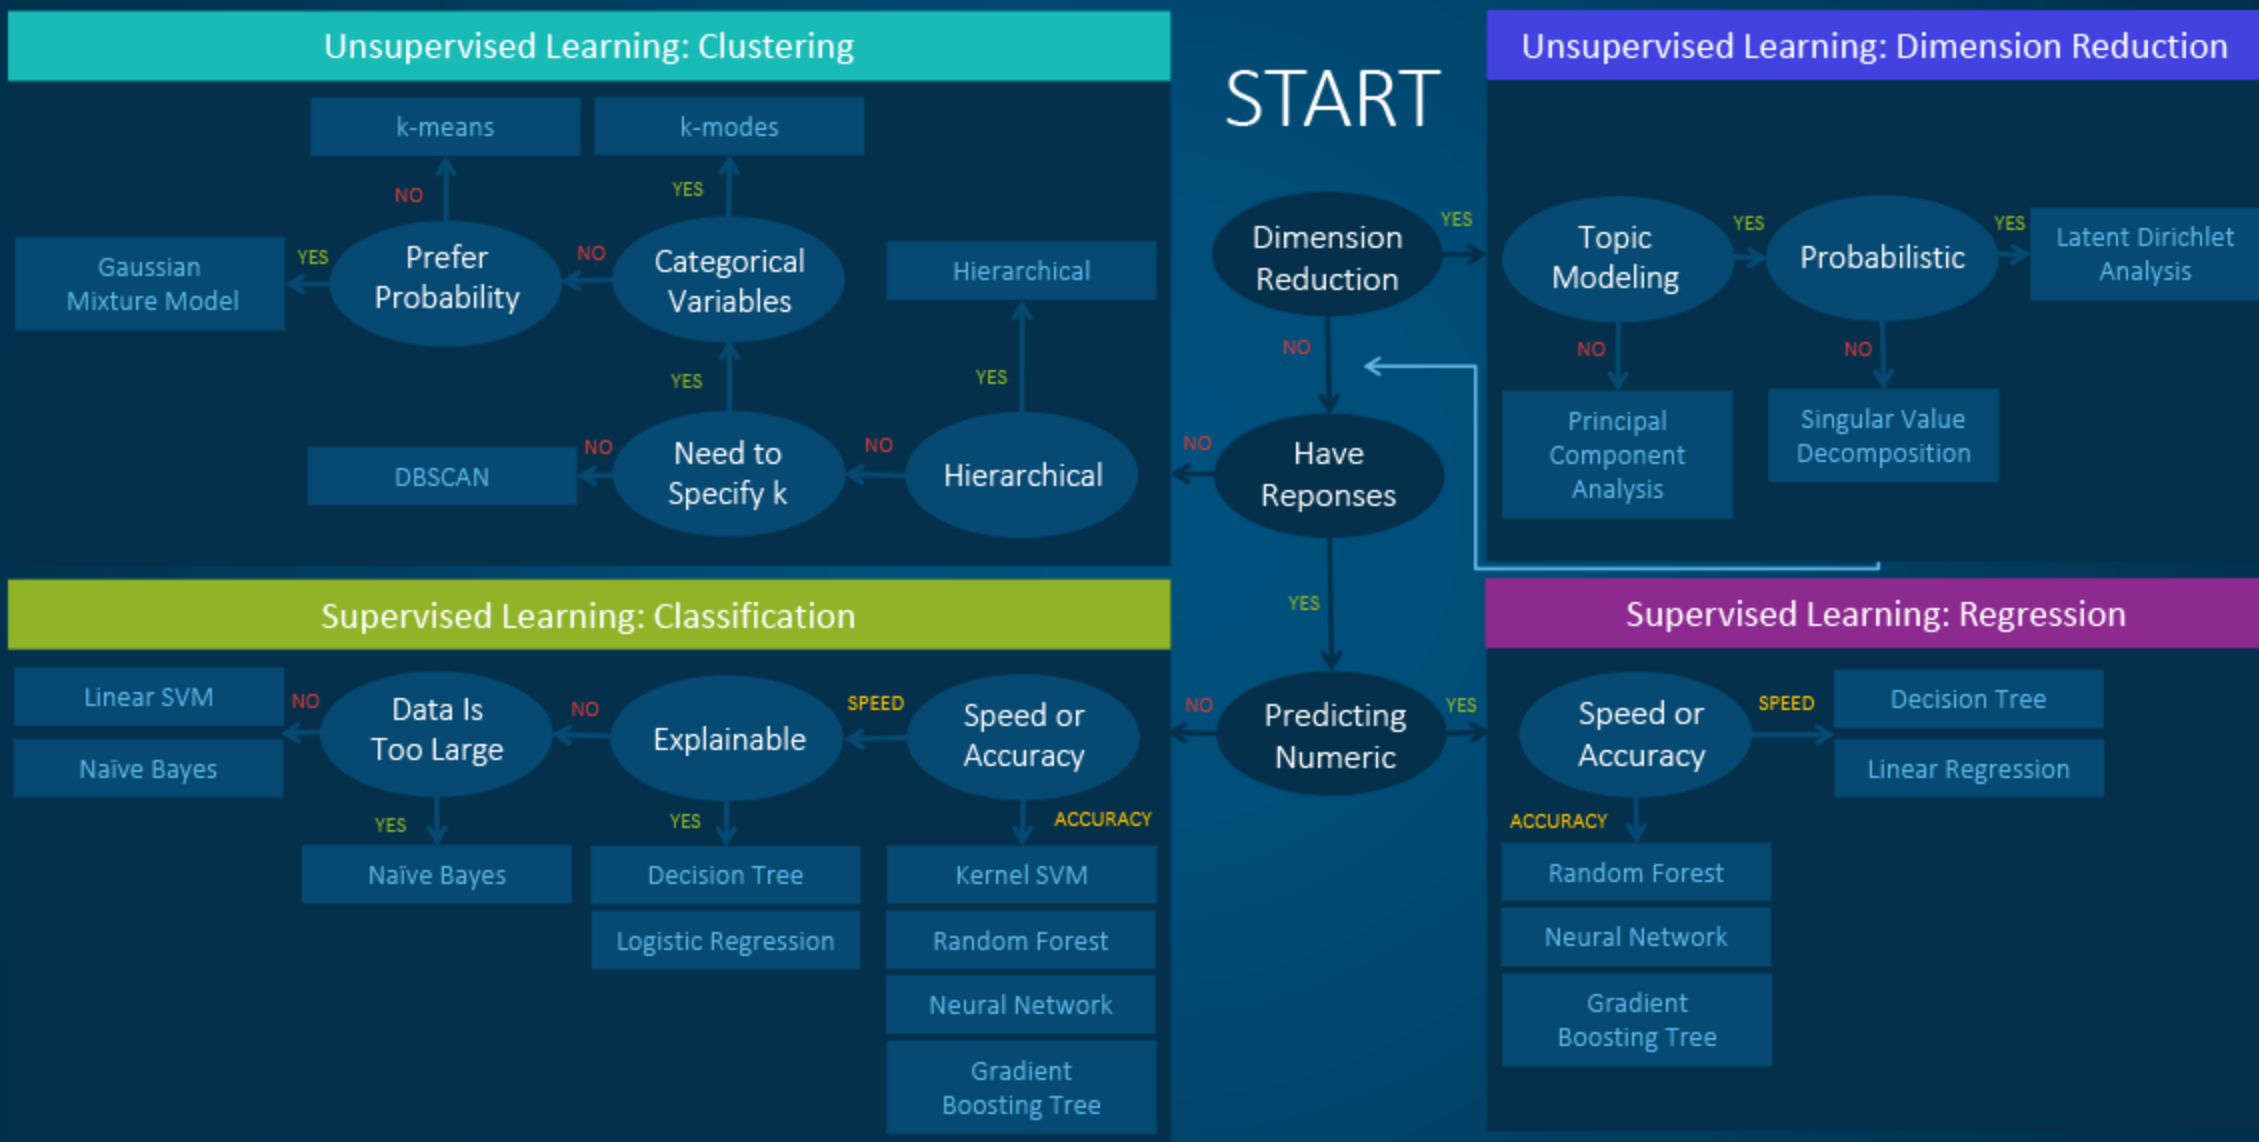 Unsupervised Learning: Clustering
k-means
k-modes
NO
YES
Gaussian
Mixture Model
YES
Prefer
Probability
NO
Categorical
Variables
Hierarchical
YES
YES
DBSCAN
NO
Need to
Specify k
NO
Hierarchical
START
Dimension
Reduction
YES
NO
NO
Have
Reponses
YES
NO
Predicting
Numeric
YES
Unsupervised Learning: Dimension Reduction
Topic
Modeling
YES
Probabilistic
YES
Latent Dirichlet
Analysis
NO
NO
Principal
Component
Analysis
Singular Value
Decomposition
Supervised Learning: Classification
Linear SVM
Naïve Bayes
NO
Data Is
Too Large
NO
Explainable
SPEED
Speed or
Accuracy
YES
YES
ACCURACY
Naïve Bayes
Decision Tree
Logistic Regression
Kernel SVM
Random Forest
Neural Network
Gradient
Boosting Tree
Supervised Learning: Regression
Speed or
Accuracy
SPEED
Decision Tree
Linear Regression
ACCURACY
Random Forest
Neural Network
Gradient
Boosting Tree